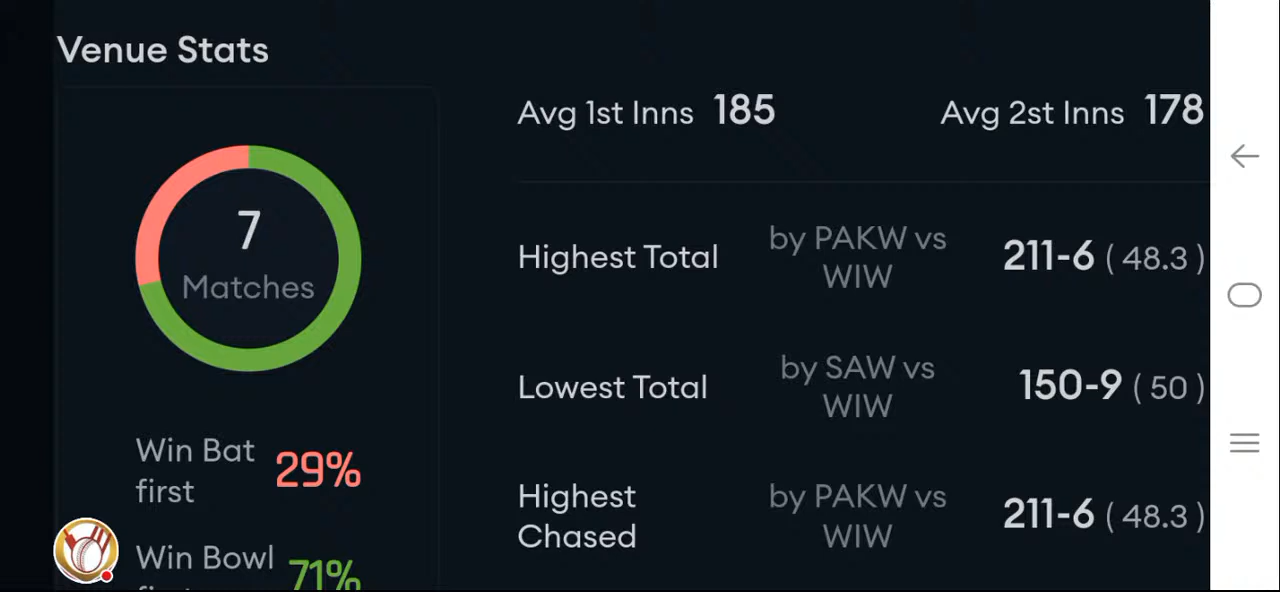 Venue Stats
Avg 1st Inns 185
Avg 2st Inns 178
7
Matches
Highest Total
by PAKW vs
WIW
211-6 ( 48.3 )
Lowest Total
by SAW vs
WIW
150-9 ( 50 )
Win Bat
first
29%
Highest
Chased
by PAKW vs
WIW
211-6 ( 48.3 )
Win Bowl
71%